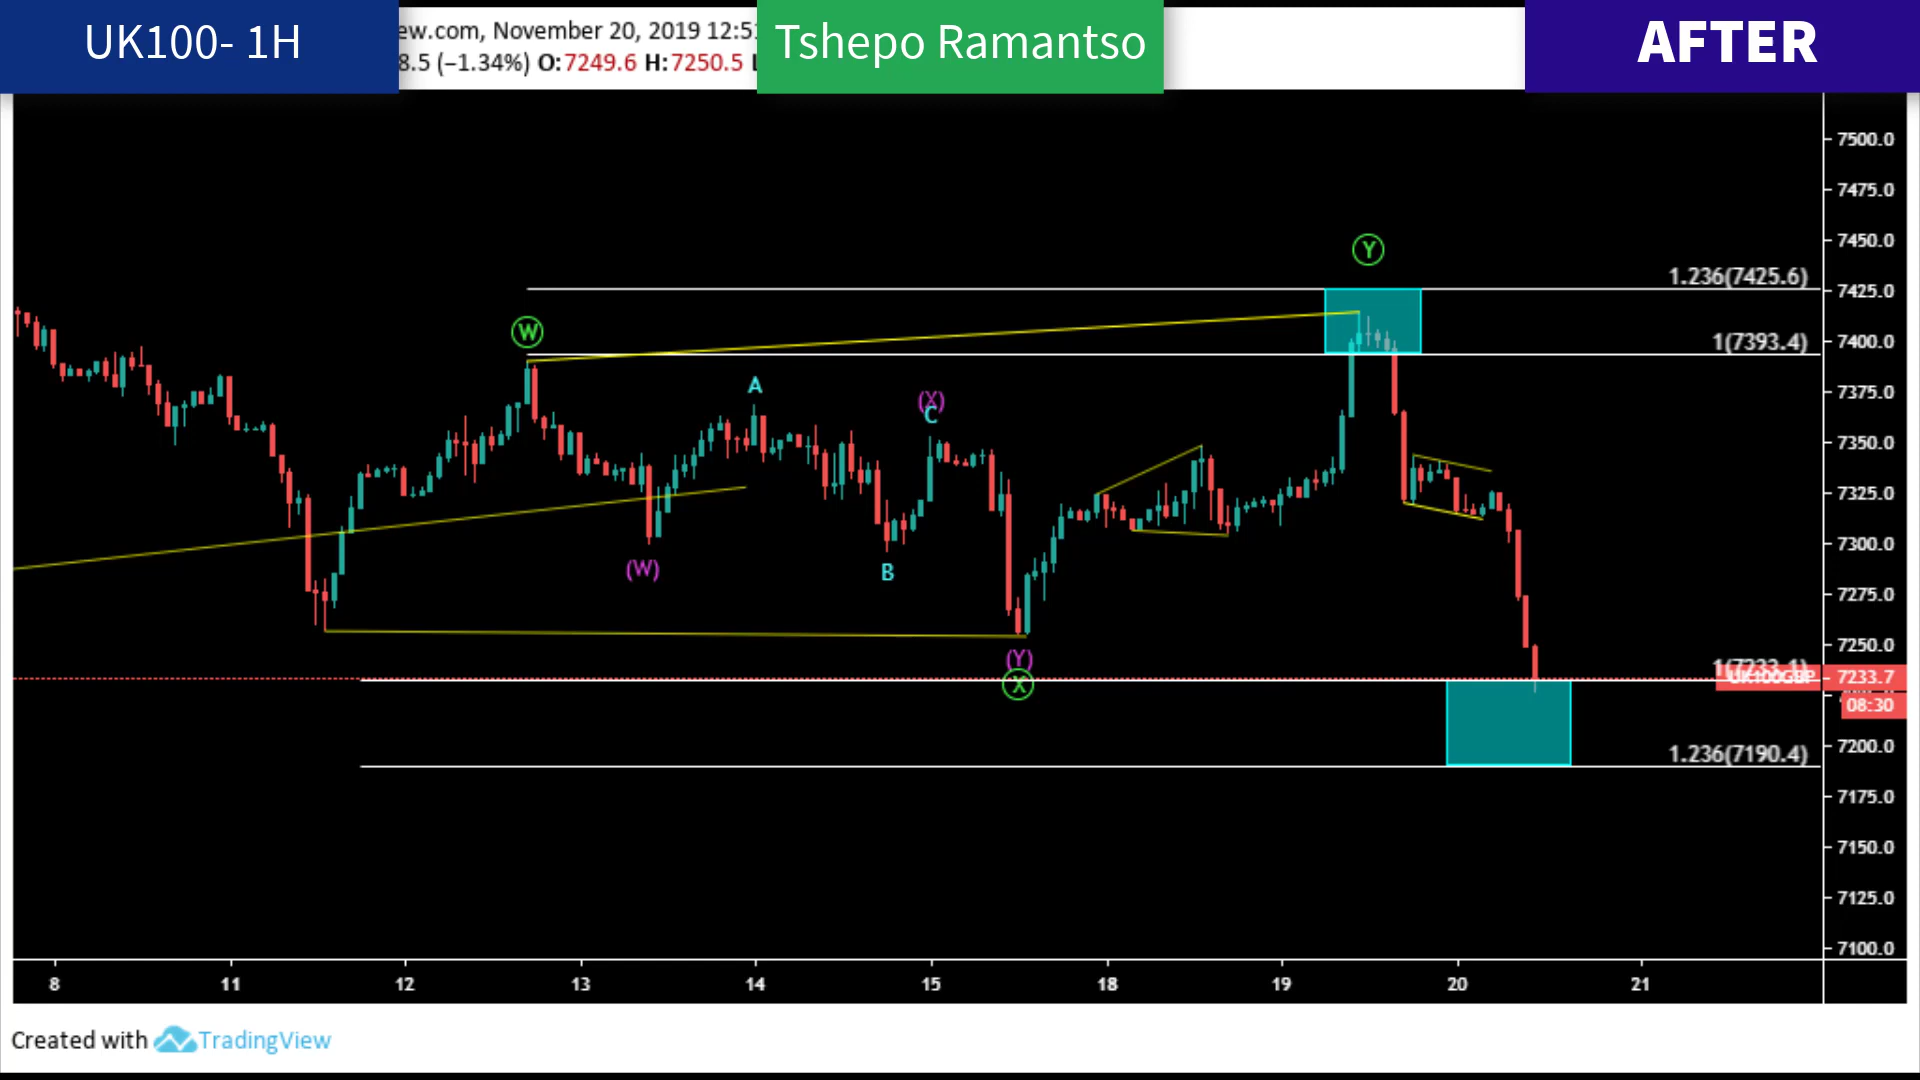 UK100- 1H
ew.com, November 20, 2019 12:5
Tshepo Ramantso
AFTER
8.5 (−1.34%) O:7249.6 H:7250.5
7500.0
7475.0
7450.0
Y
1.236(7425.6)
7425.0
W
1(7393.4)
7400.0
A
7375.0
(X)
C
7350.0
7325.0
7300.0
(W)
B
7275.0
7250.0
(Y)
1(7233.1)
X
UK100GBP
7233.7
08:30
1.236(7190.4)
7200.0
7175.0
7150.0
7125.0
7100.0
8 11 12 13 14 15 18 19 20 21
Created with TradingView